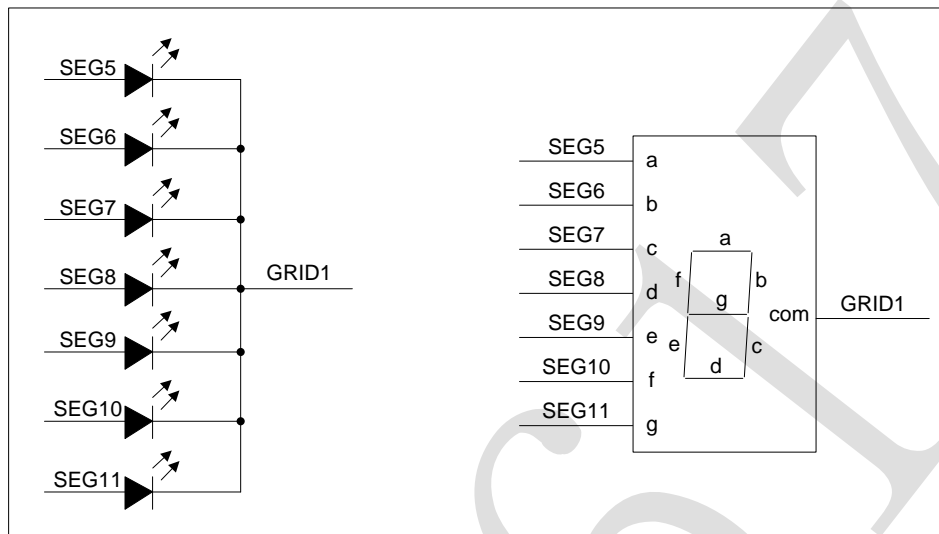 SEG5
SEG6
SEG7
SEG8
SEG9
SEG10
SEG11
GRID1
SEG5
SEG6
SEG7
SEG8
SEG9
SEG10
SEG11
a
b
c
d
e
f
g
a
f
b
g
e
c
d
com
GRID1